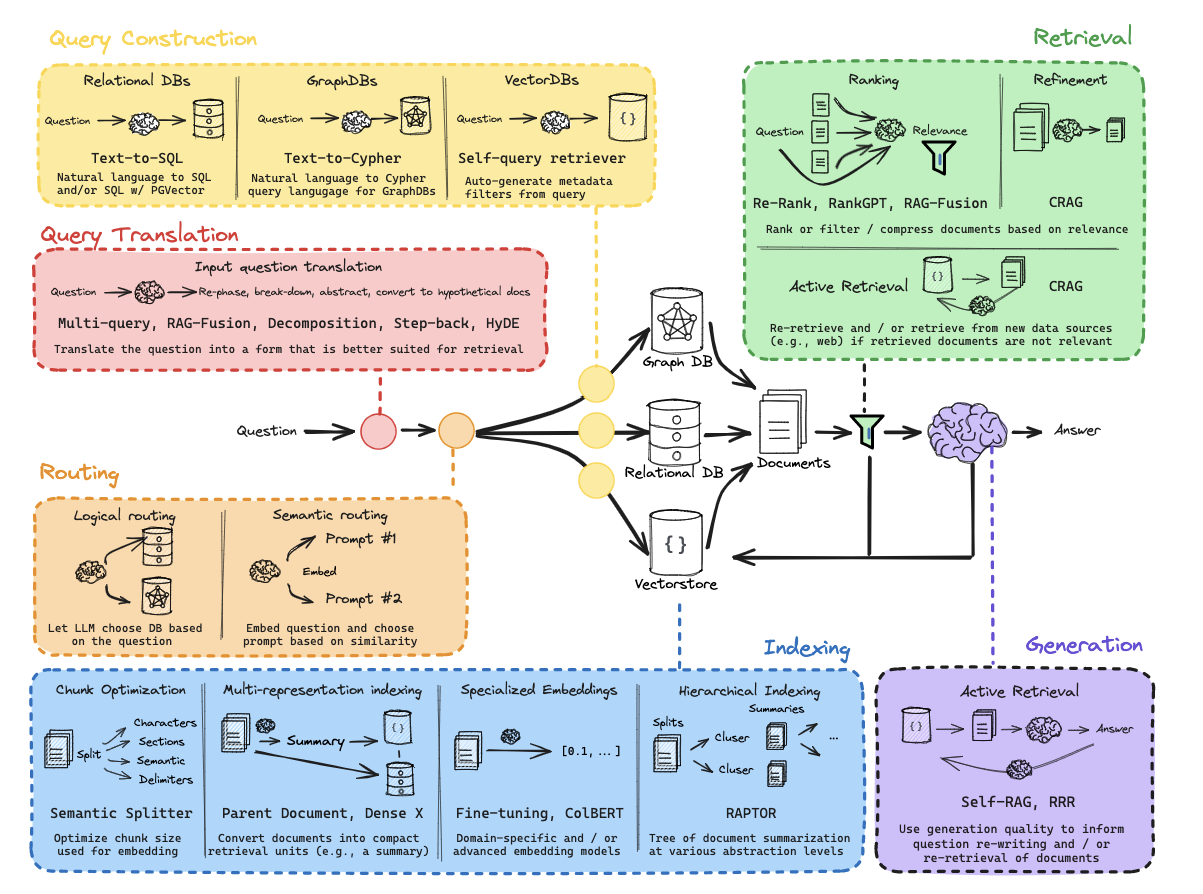 Query Construction
Relational DBs
Question
Text-to-SQL
Natural language to SQL
and/or SQL w/ PGVector
GraphDBs
Question
Text-to-Cypher
Natural language to Cypher
query langugage for GraphDBs
VectorDBs
Question
{}
Self-query retriever
Auto-generate metadata
filters from query
Retrieval
Ranking
Question
Relevance
Re-Rank, RankGPT, RAG-Fusion
Refinement
CRAG
Rank or filter / compress documents based on relevance
Active Retrieval
{}
CRAG
Re-retrieve and / or retrieve from new data sources
(e.g., web) if retrieved documents are not relevant
Query Translation
Input question translation
Question
Re-phase, break-down, abstract, convert to hypothetical docs
Multi-query, RAG-Fusion, Decomposition, Step-back, HyDE
Translate the question into a form that is better suited for retrieval
Question
Graph DB
Relational DB
{}
Vectorstore
Documents
Answer
Routing
Logical routing
Let LLM choose DB based
on the question
Semantic routing
Prompt #1
Embed
Prompt #2
Embed question and choose
prompt based on similarity
Indexing
Chunk Optimization
Split
Characters
Sections
Semantic
Delimiters
Semantic Splitter
Optimize chunk size
used for embedding
Multi-representation indexing
Summary
{}
Parent Document, Dense X
Convert documents into compact
retrieval units (e.g., a summary)
Specialized Embeddings
[0.1, ...]
Fine-tuning, ColBERT
Domain-specific and / or
advanced embedding models
Hierarchical Indexing
Splits
Summaries
Cluser
Cluser
...
RAPTOR
Tree of document summarization
at various abstraction levels
Generation
Active Retrieval
{}
Answer
Self-RAG, RRR
Use generation quality to inform
question re-writing and / or
re-retrieval of documents